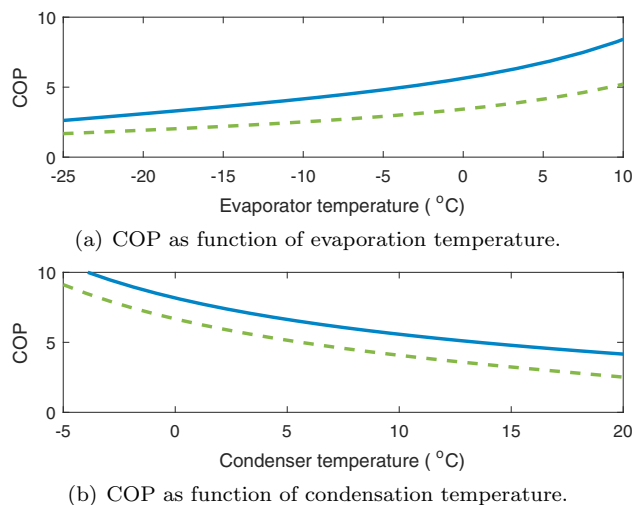 10
5
0
COP
-25 -20 -15 -10 -5 0 5 10
Evaporator temperature ( °C)
(a) COP as function of evaporation temperature.
10
5
0
COP
-5 0 5 10 15 20
Condenser temperature ( °C)
(b) COP as function of condensation temperature.